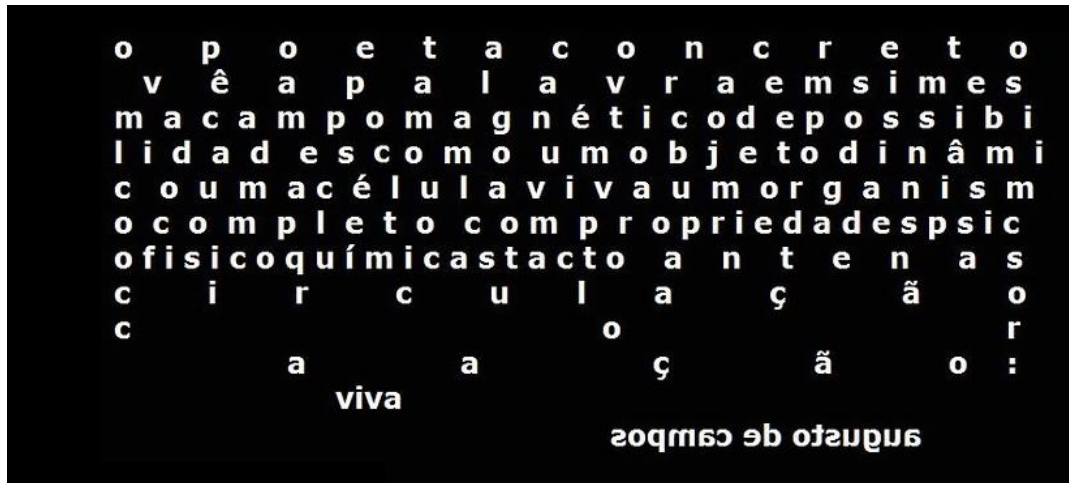 o p o e t a c o n c r e t o
v ê a p a l a v r a e m s i m e s
m a c a m p o m a g n é t i c o d e p o s s i b i
l i d a d e s c o m o u m o b j e t o d i n â m i
c o u m a c é l u l a v i v a u m o r g a n i s m
o c o m p l e t o c o m p r o p r i e d a d e s p s i c
o f i s i c o q u í m i c a s t a c t o a n t e n a s
c i r c u l a ç ã o
c o r
a a ç ã o :
viva
augusto de campos